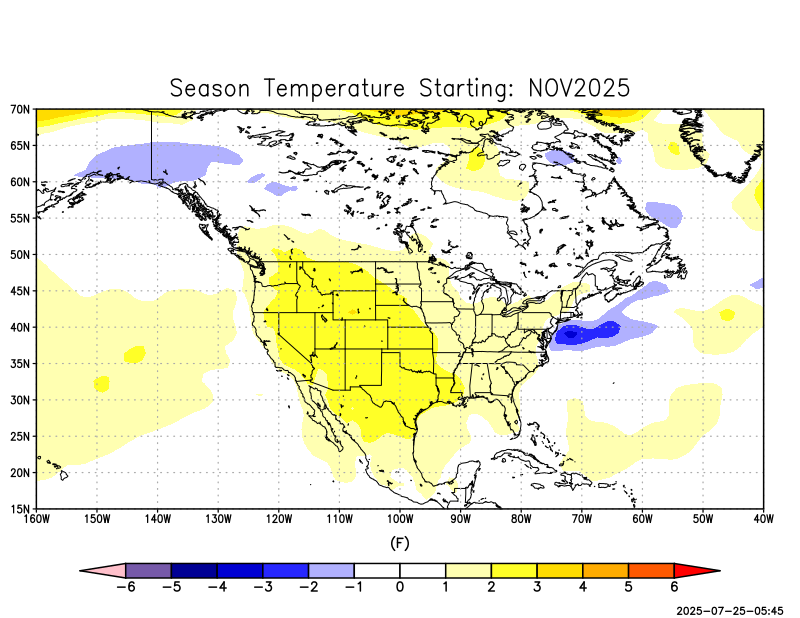 Season Temperature Starting: NOV2025
70N
65N
60N
55N
50N
45N
40N
35N
30N
25N
20N
15N
160W 150W 140W 130W 120W 110W 100W 90W 80W 70W 60W 50W 40W
(F)
−6 −5 −4 −3 −2 −1 0 1 2 3 4 5 6
2025-07-25-05:45